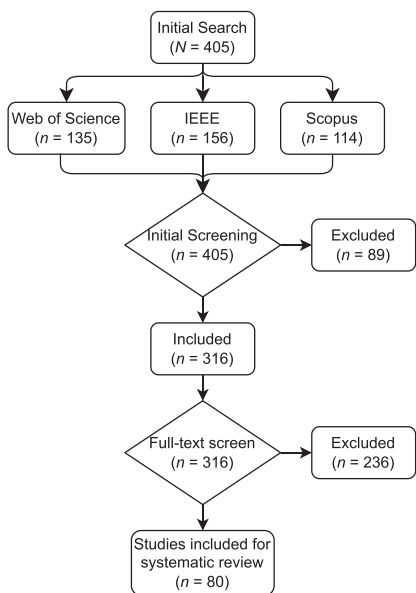 Initial Search
(N = 405)
Web of Science
(n = 135)
IEEE
(n = 156)
Scopus
(n = 114)
Initial Screening
(n = 405)
Excluded
(n = 89)
Included
(n = 316)
Full-text screen
(n = 316)
Excluded
(n = 236)
Studies included for
systematic review
(n = 80)